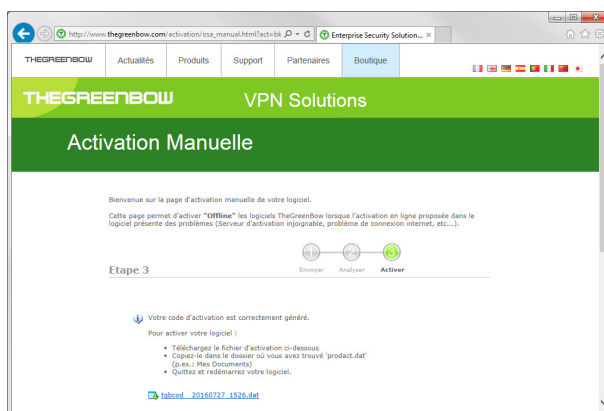 http://www.thegreenbow.com/activation/osa_manual.html?act=bl
Enterprise Security Solution...
THEGREENBOW
Actualités
Produits
Support
Partenaires
Boutique
THEGREENBOW
VPN Solutions
Activation Manuelle
Bienvenue sur la page d'activation manuelle de votre logiciel.
Cette page permet d'activer "Offline" les logiciels TheGreenBow lorsque l'activation en ligne proposée dans le
logiciel présente des problèmes (Serveur d'activation injoignable, problème de connexion internet, etc...).
1
2
3
Etape 3
Envoyer
Analyser
Activer
Votre code d'activation est correctement généré.
Pour activer votre logiciel :
• Téléchargez le fichier d'activation ci-dessous
• Copiez-le dans le dossier où vous avez trouvé 'prodact.dat'
(p.ex.: Mes Documents)
• Quittez et redémarrez votre logiciel.
tgbcod__20160727_1526.dat